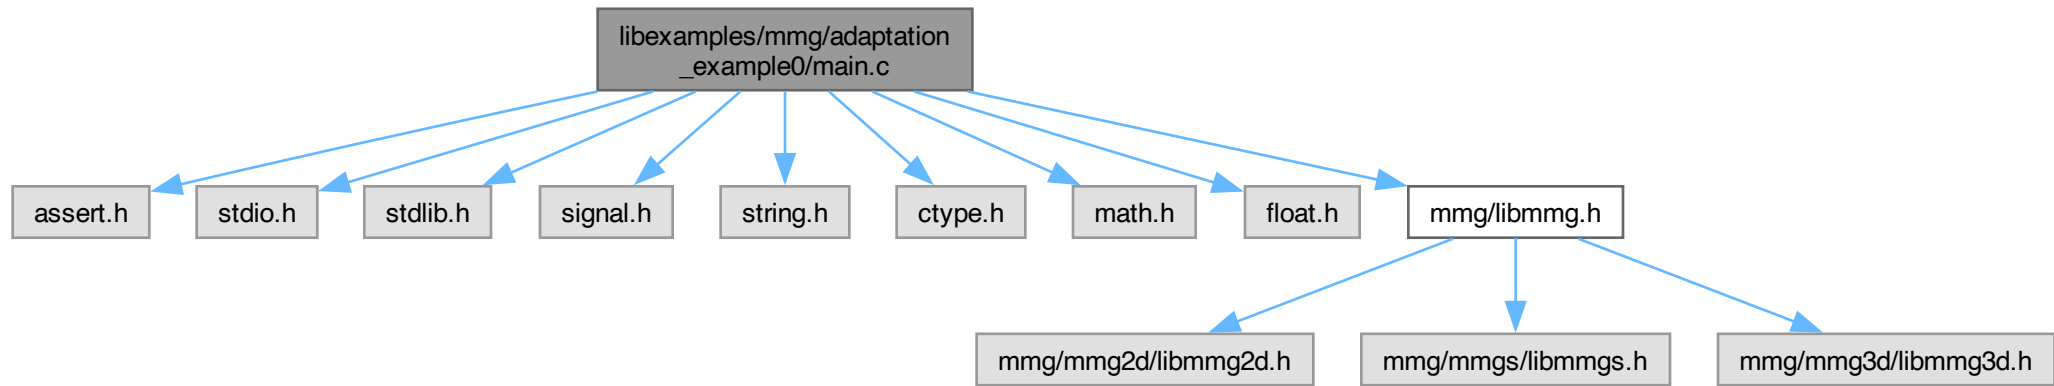 libexamples/mmg/adaptation
_example0/main.c
assert.h
stdio.h
stdlib.h
signal.h
string.h
ctype.h
math.h
float.h
mmg/libmmg.h
mmg/mmg2d/libmmg2d.h
mmg/mmgs/libmmgs.h
mmg/mmg3d/libmmg3d.h